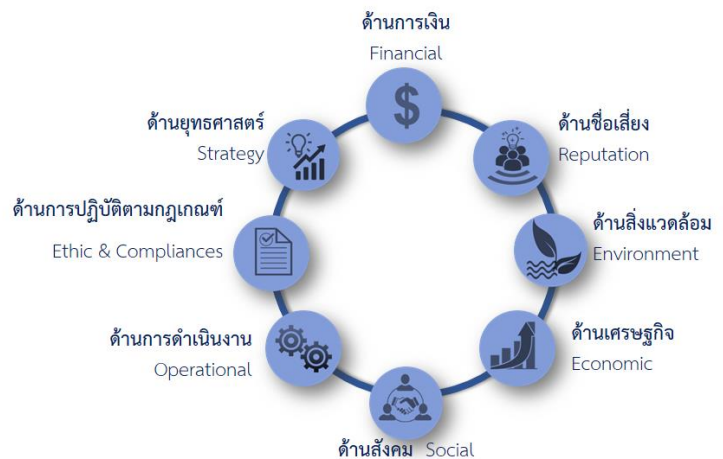 ด้านการเงิน
Financial
ด้านชื่อเสี่ยง
Reputation
ด้านสิ่งแวดล้อม
Environment
ด้านเศรษฐกิจ
Economic
ด้านสังคม Social
ด้านการดำเนินงาน
Operational
ด้านการปฏิบัติตามกฎเกณฑ์
Ethic & Compliances
ด้านยุทธศาสตร์
Strategy
$